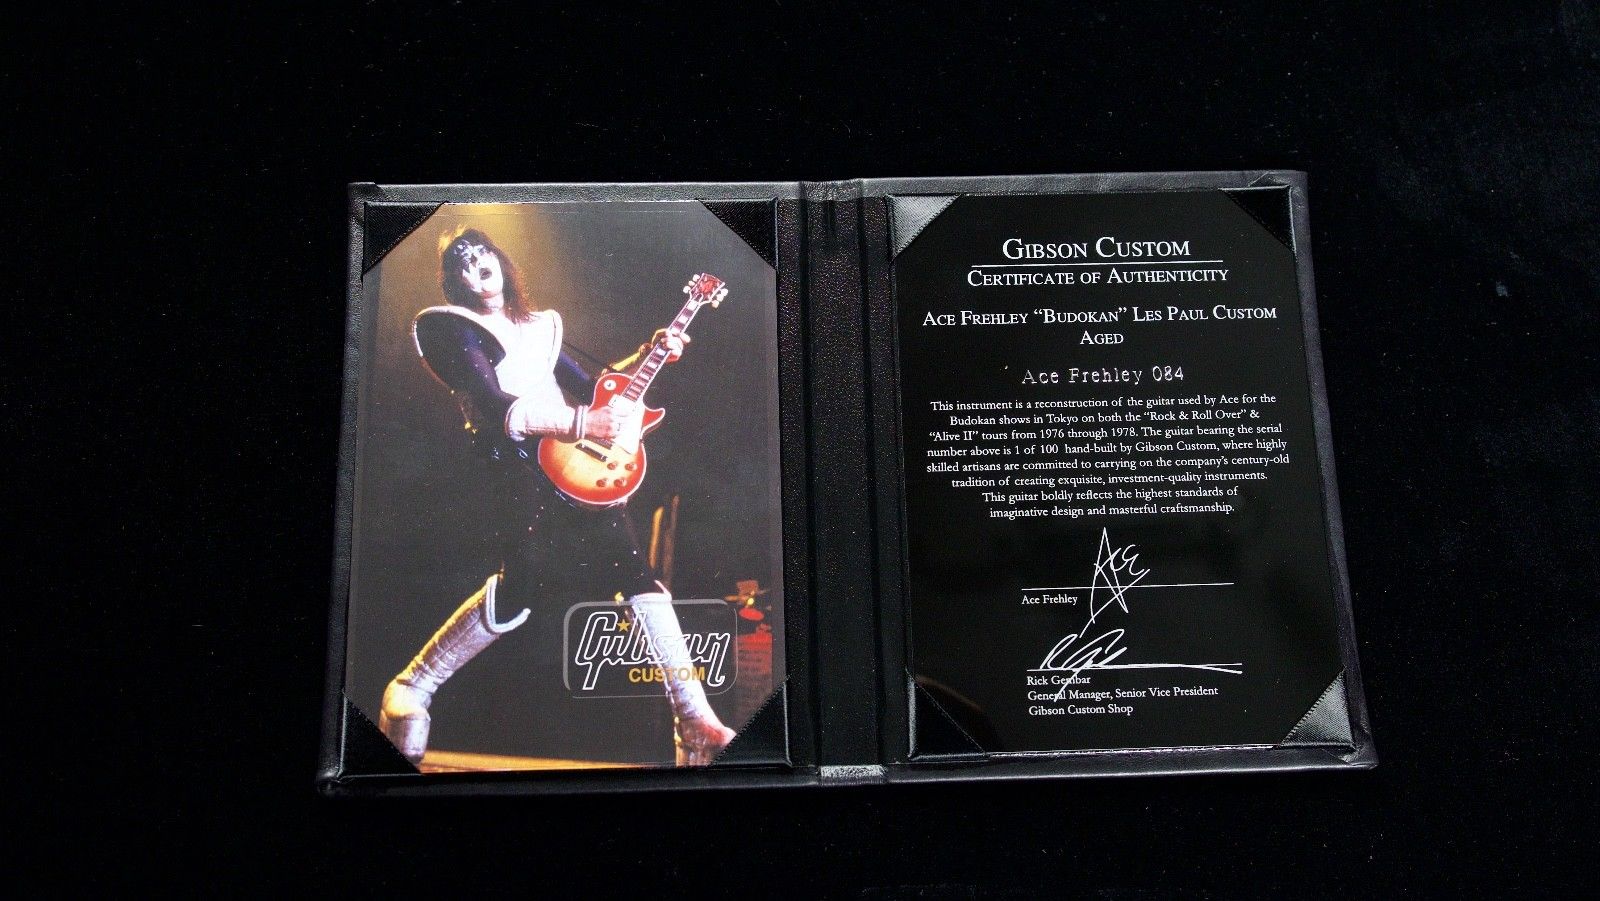 Gibson
CUSTOM
GIBSON CUSTOM
CERTIFICATE OF AUTHENTICITY
ACE FREHLEY “BUDOKAN” LES PAUL CUSTOM
AGED
Ace Frehley 084
This instrument is a reconstruction of the guitar used by Ace for the
Budokan shows in Tokyo on both the “Rock & Roll Over” &
“Alive II” tours from 1976 through 1978. The guitar bearing the serial
number above is 1 of 100 hand-built by Gibson Custom, where highly
skilled artisans are committed to carrying on the company's century-old
tradition of creating exquisite, investment-quality instruments.
This guitar boldly reflects the highest standards of
imaginative design and masterful craftsmanship.
Ace
Ace Frehley
Rick Gembar
General Manager, Senior Vice President
Gibson Custom Shop